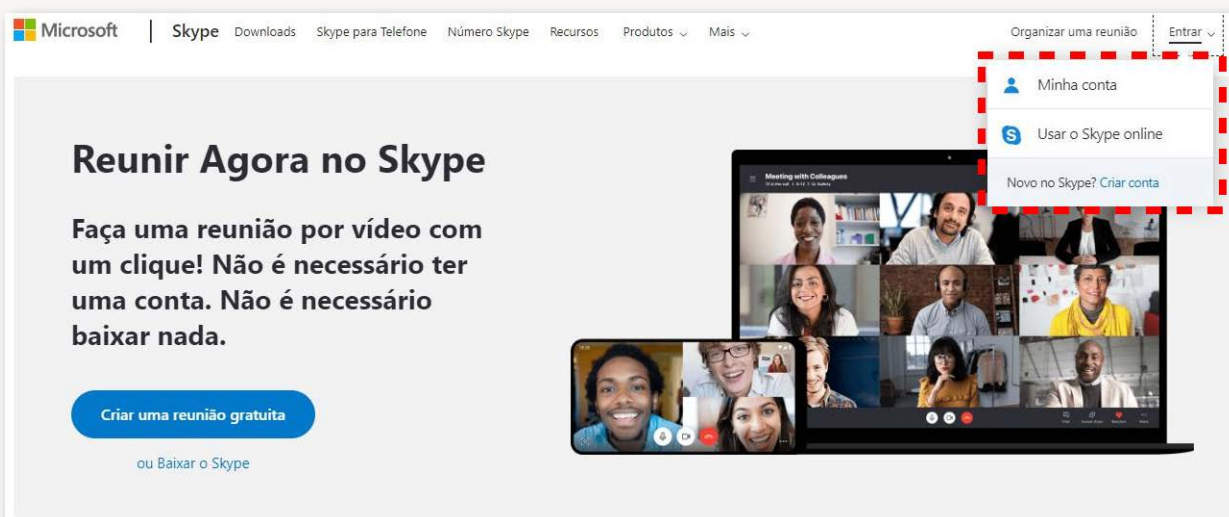 Microsoft Skype Downloads Skype para Telefone Número Skype Recursos Produtos Mais Organizar uma reunião Entrar
Minha conta
Usar o Skype online
Novo no Skype? Criar conta
Reunir Agora no Skype
Faça uma reunião por vídeo com
um clique! Não é necessário ter
uma conta. Não é necessário
baixar nada.
Criar uma reunião gratuita
ou Baixar o Skype
Meeting with Colleagues